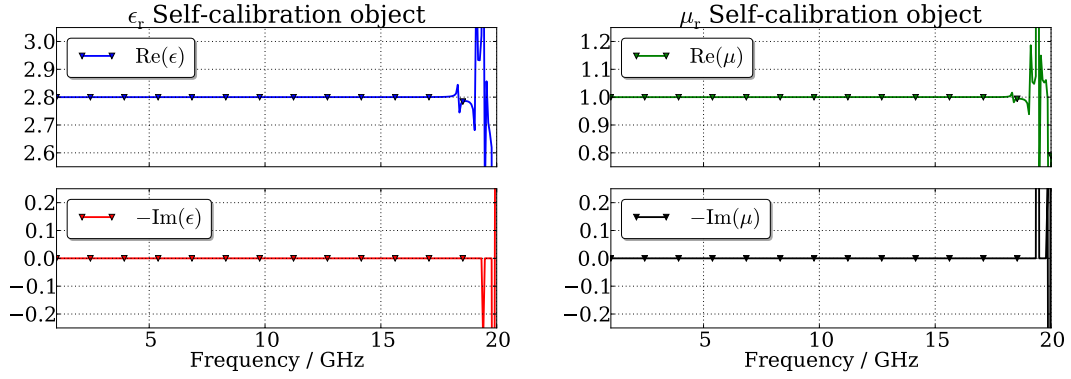 ϵr Self-calibration object
3.0
2.9
2.8
2.7
2.6
Re(ϵ)
0.2
0.1
0.0
−0.1
−0.2
−Im(ϵ)
5 10 15 20
Frequency / GHz
μr Self-calibration object
1.2
1.1
1.0
0.9
0.8
Re(μ)
0.2
0.1
0.0
−0.1
−0.2
−Im(μ)
5 10 15 20
Frequency / GHz